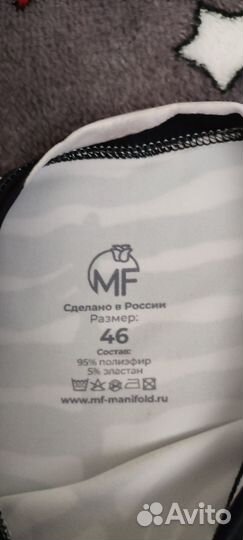 MF
Сделано в России
Размер:
46
Состав:
95% полиэфир
5% эластан
www.mf-manifold.ru
Avito